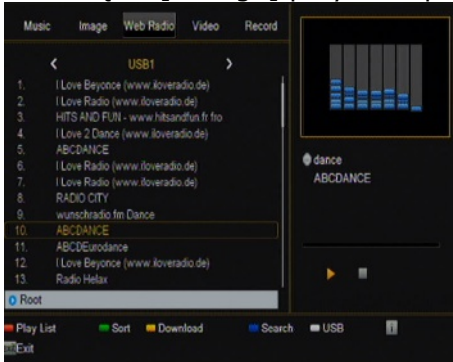 Music Image Web Radio Video Record
USB1
1. I Love Beyonce (www.iloveradio.de)
2. I Love Radio (www.iloveradio.de)
3. HITS AND FUN - www.hitsandfun.fr fro
4. I Love 2 Dance (www.iloveradio.de)
5. ABCDANCE
6. I Love Radio (www.iloveradio.de)
7. I Love Radio (www.iloveradio.de)
8. RADIO CITY
9. wunschradio.fm Dance
10. ABCDANCE
11. ABCDEurodance
12. I Love Beyonce (www.iloveradio.de)
13. Radio Helax
dance
ABCDANCE
Root
Play List Sort Download Search USB i
Exit